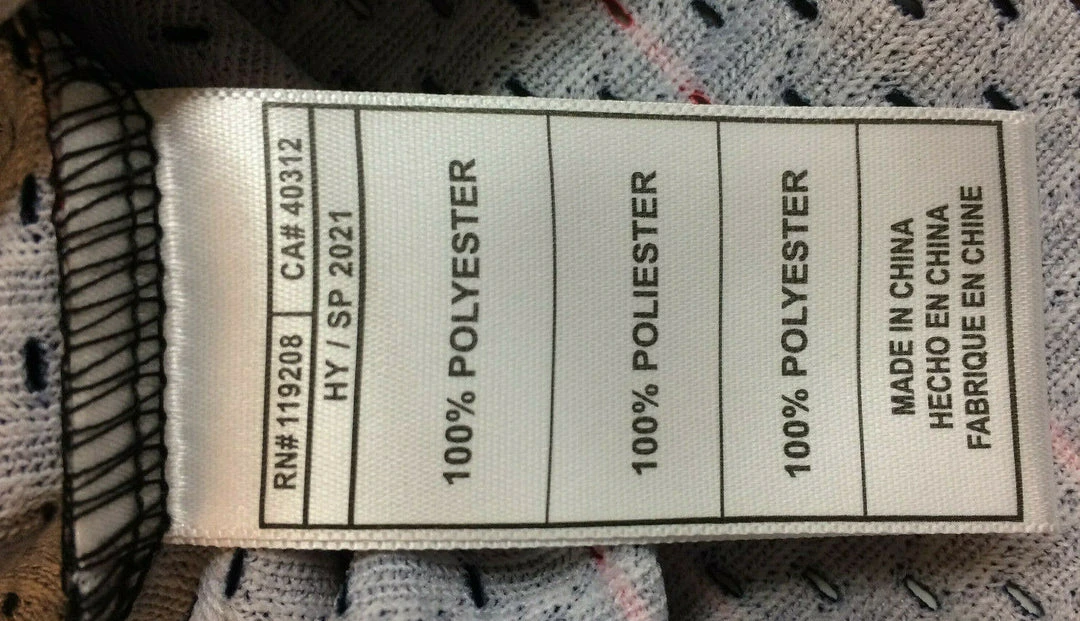 RN# 119208 CA# 40312
HY / SP 2021
100% POLYESTER
100% POLIESTER
100% POLYESTER
MADE IN CHINA
HECHO EN CHINA
FABRIQUE EN CHINE